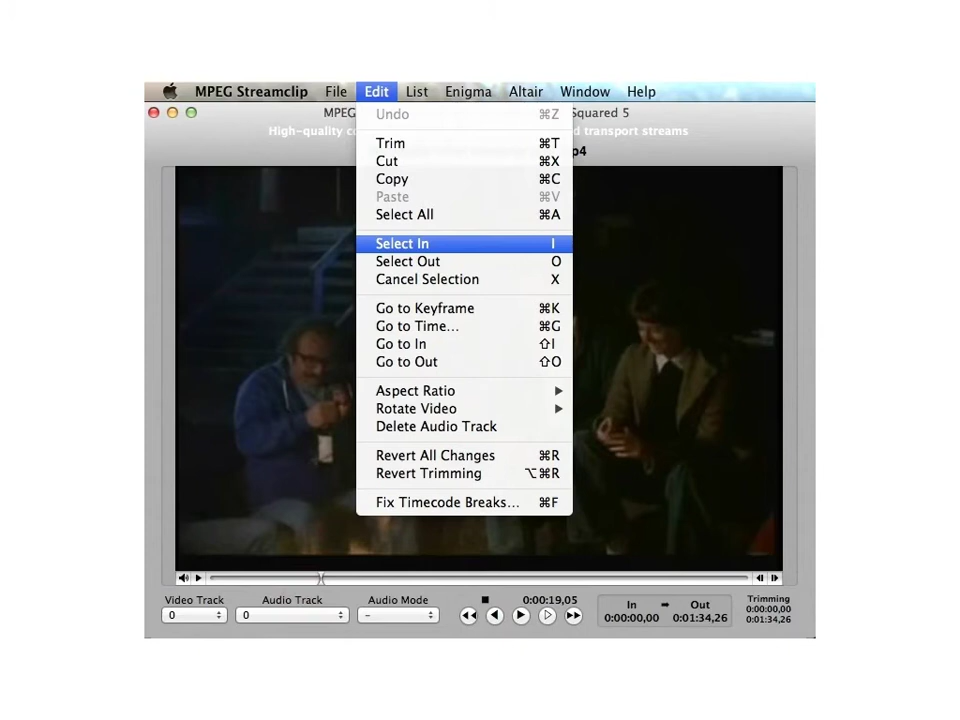 MPEG Streamclip File Edit List Enigma Altair Window Help
MPEG Squared 5
High-quality d transport streams
p4
Undo ⌘Z
Trim ⌘T
Cut ⌘X
Copy ⌘C
Paste ⌘V
Select All ⌘A
Select In I
Select Out O
Cancel Selection X
Go to Keyframe ⌘K
Go to Time... ⌘G
Go to In ⇧I
Go to Out ⇧O
Aspect Ratio
Rotate Video
Delete Audio Track
Revert All Changes ⌘R
Revert Trimming ⌥⌘R
Fix Timecode Breaks... ⌘F
Video Track Audio Track Audio Mode 0:00:19,05 In Out Trimming
0 0 – 0:00:00,00 0:01:34,26 0:00:00,00
0:01:34,26